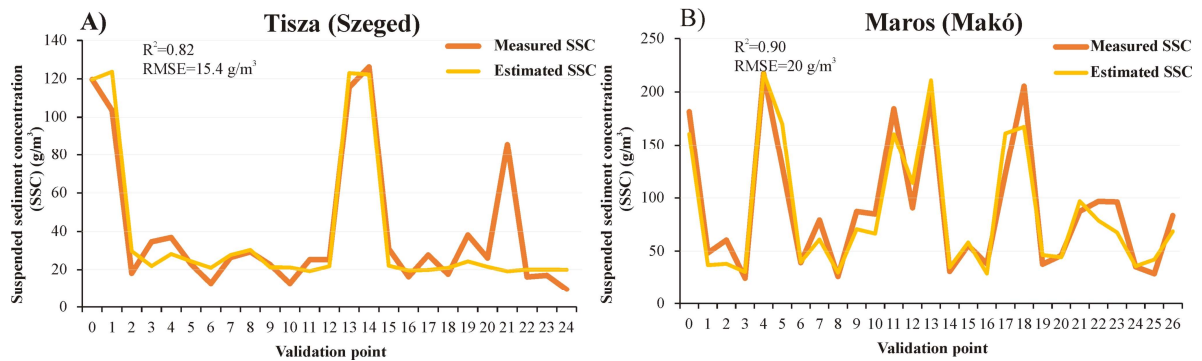 A)
Tisza (Szeged)
R²=0.82
RMSE=15.4 g/m³
Measured SSC
Estimated SSC
Suspended sediment concentration
(SSC) (g/m³)
140
120
100
80
60
40
20
0
0 1 2 3 4 5 6 7 8 9 10 11 12 13 14 15 16 17 18 19 20 21 22 23 24
Validation point
B)
Maros (Makó)
R²=0.90
RMSE=20 g/m³
Measured SSC
Estimated SSC
Suspended sediment concentration
(SSC) (g/m³)
250
200
150
100
50
0
0 1 2 3 4 5 6 7 8 9 10 11 12 13 14 15 16 17 18 19 20 21 22 23 24 25 26
Validation point